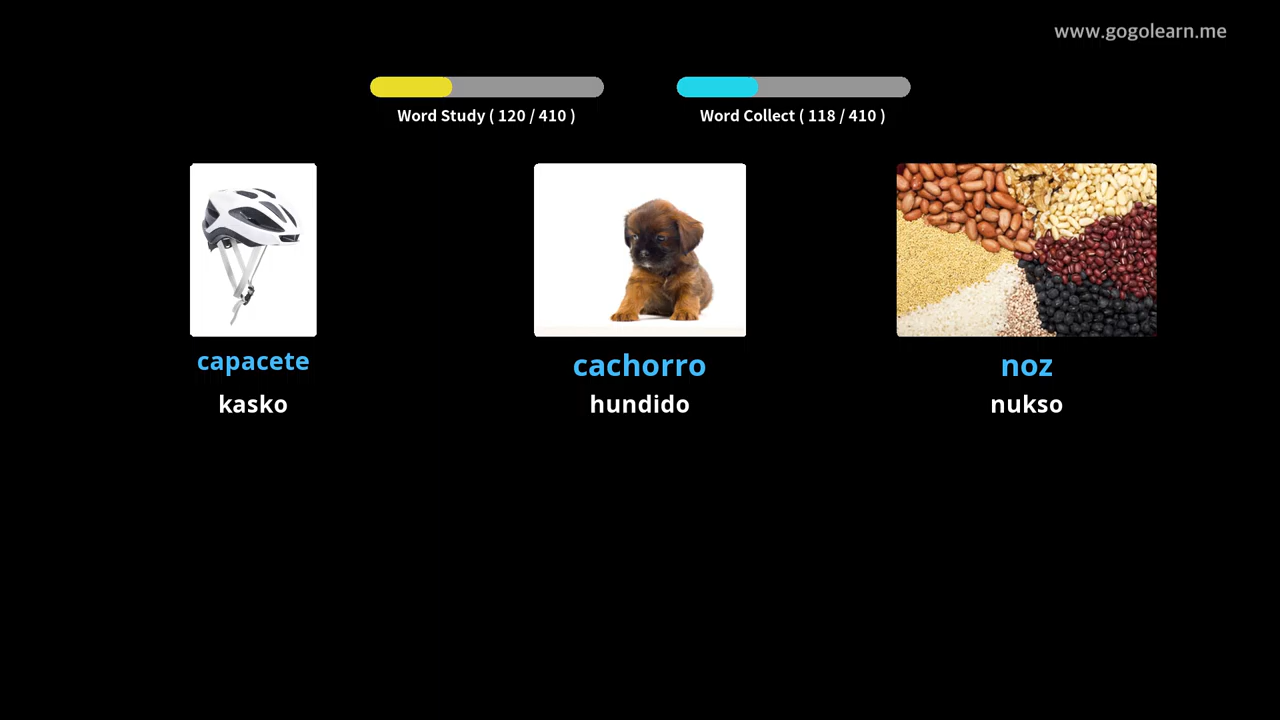 www.gogolearn.me
Word Study ( 120 / 410 )
Word Collect ( 118 / 410 )
capacete
cachorro
noz
kasko
hundido
nukso